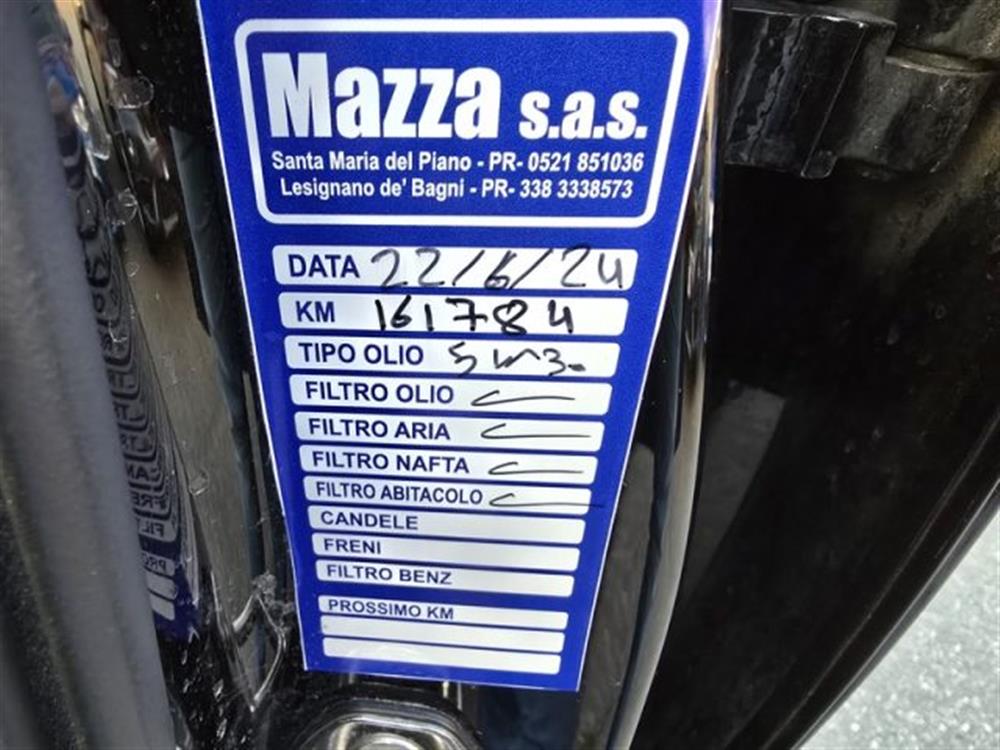 Mazza s.a.s.
Santa Maria del Piano - PR- 0521 851036
Lesignano de' Bagni - PR- 338 3338573
DATA 22/6/24
KM 161784
TIPO OLIO 5w30
FILTRO OLIO
FILTRO ARIA
FILTRO NAFTA
FILTRO ABITACOLO
CANDELE
FRENI
FILTRO BENZ
PROSSIMO KM